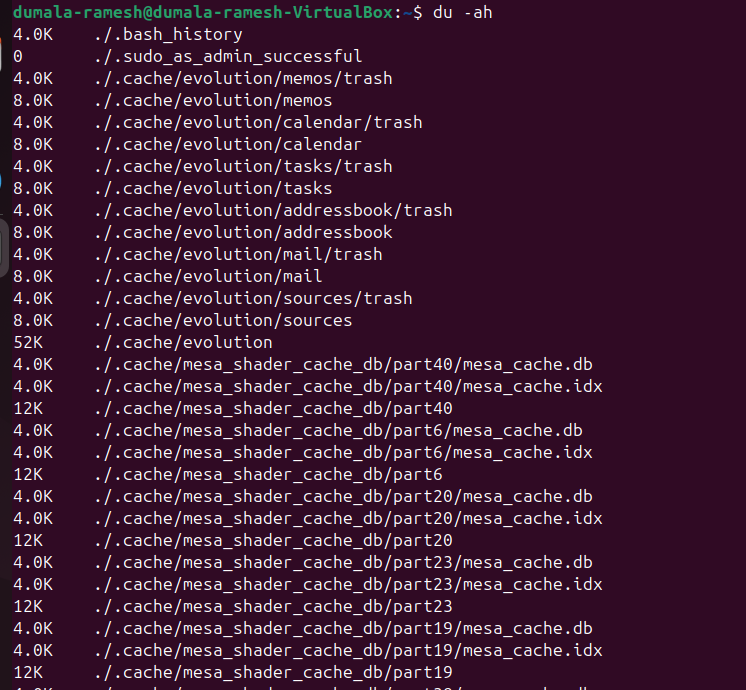 dumala-ramesh@dumala-ramesh-VirtualBox:~$ du -ah
4.0K	./.bash_history
0	./.sudo_as_admin_successful
4.0K	./.cache/evolution/memos/trash
8.0K	./.cache/evolution/memos
4.0K	./.cache/evolution/calendar/trash
8.0K	./.cache/evolution/calendar
4.0K	./.cache/evolution/tasks/trash
8.0K	./.cache/evolution/tasks
4.0K	./.cache/evolution/addressbook/trash
8.0K	./.cache/evolution/addressbook
4.0K	./.cache/evolution/mail/trash
8.0K	./.cache/evolution/mail
4.0K	./.cache/evolution/sources/trash
8.0K	./.cache/evolution/sources
52K	./.cache/evolution
4.0K	./.cache/mesa_shader_cache_db/part40/mesa_cache.db
4.0K	./.cache/mesa_shader_cache_db/part40/mesa_cache.idx
12K	./.cache/mesa_shader_cache_db/part40
4.0K	./.cache/mesa_shader_cache_db/part6/mesa_cache.db
4.0K	./.cache/mesa_shader_cache_db/part6/mesa_cache.idx
12K	./.cache/mesa_shader_cache_db/part6
4.0K	./.cache/mesa_shader_cache_db/part20/mesa_cache.db
4.0K	./.cache/mesa_shader_cache_db/part20/mesa_cache.idx
12K	./.cache/mesa_shader_cache_db/part20
4.0K	./.cache/mesa_shader_cache_db/part23/mesa_cache.db
4.0K	./.cache/mesa_shader_cache_db/part23/mesa_cache.idx
12K	./.cache/mesa_shader_cache_db/part23
4.0K	./.cache/mesa_shader_cache_db/part19/mesa_cache.db
4.0K	./.cache/mesa_shader_cache_db/part19/mesa_cache.idx
12K	./.cache/mesa_shader_cache_db/part19